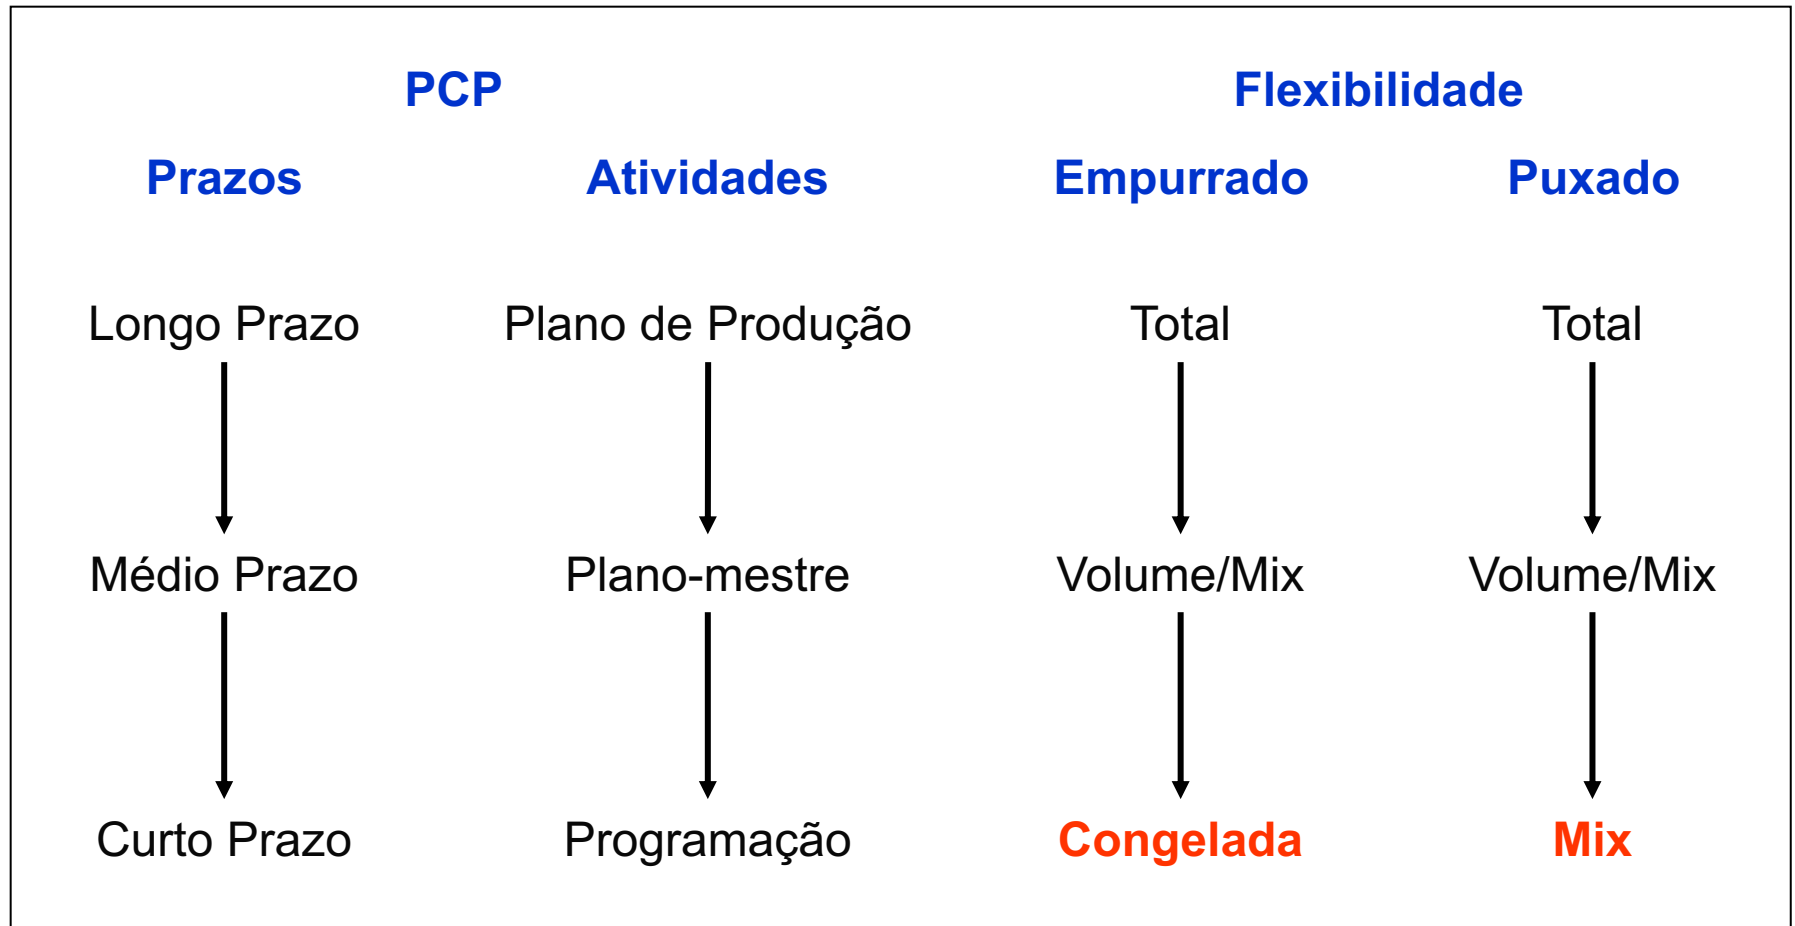 PCP Flexibilidade
Prazos Atividades Empurrado Puxado
Longo Prazo Plano de Produção Total Total
Médio Prazo Plano-mestre Volume/Mix Volume/Mix
Curto Prazo Programação Congelada Mix